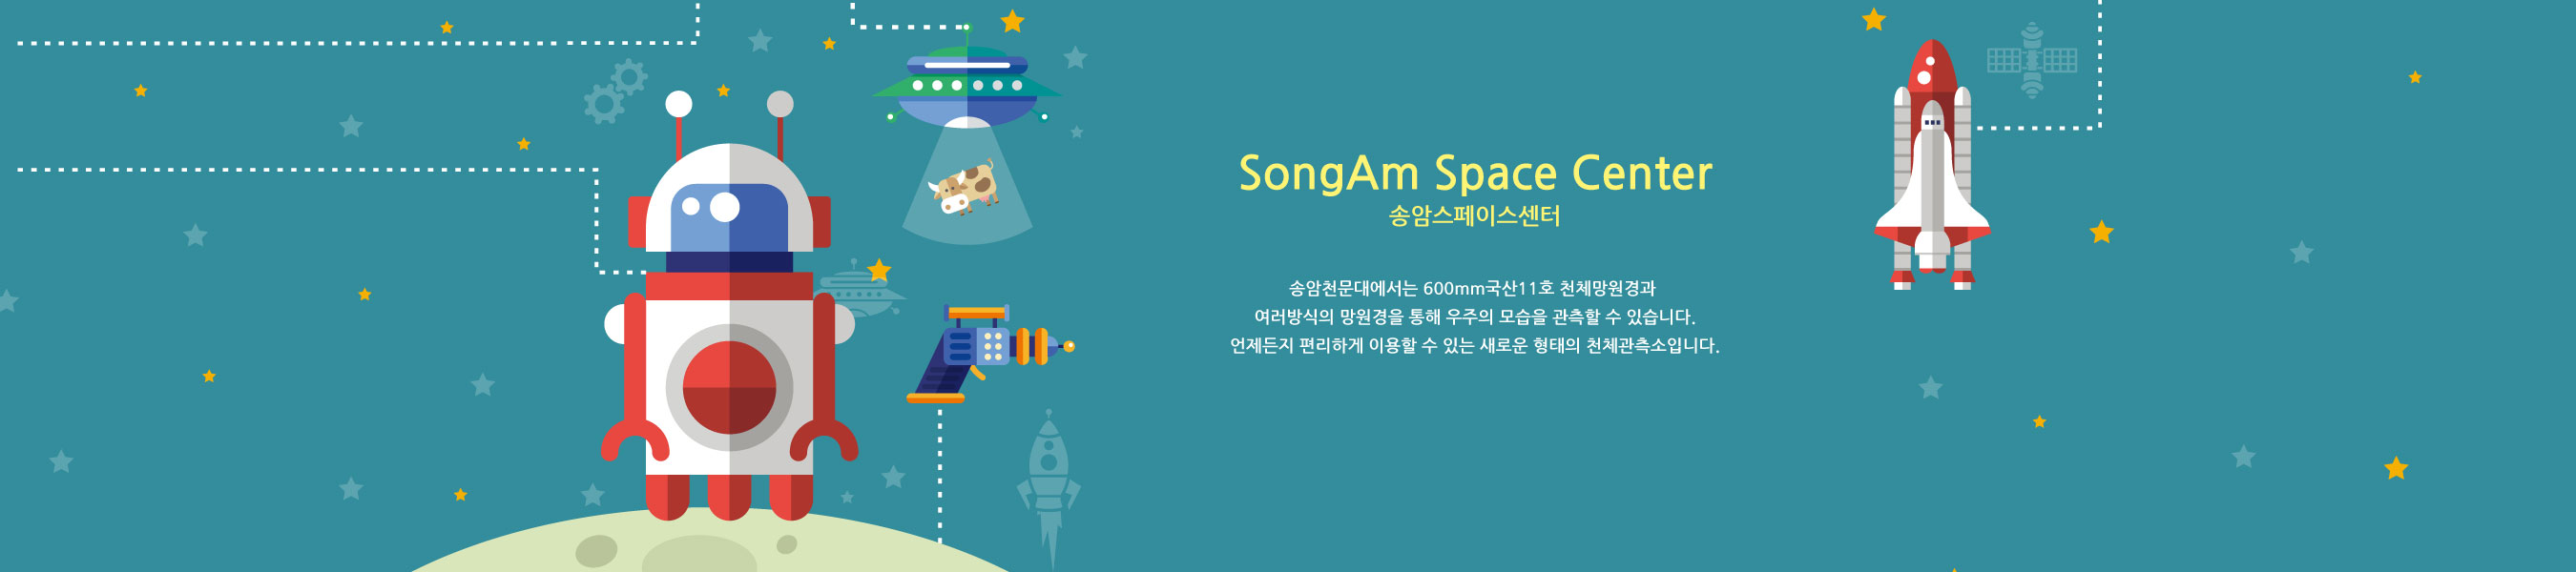 SongAm Space Center
송암스페이스센터
송암천문대에서는 600mm국산11호 천체망원경과
여러방식의 망원경을 통해 우주의 모습을 관측할 수 있습니다.
언제든지 편리하게 이용할 수 있는 새로운 형태의 천체관측소입니다.